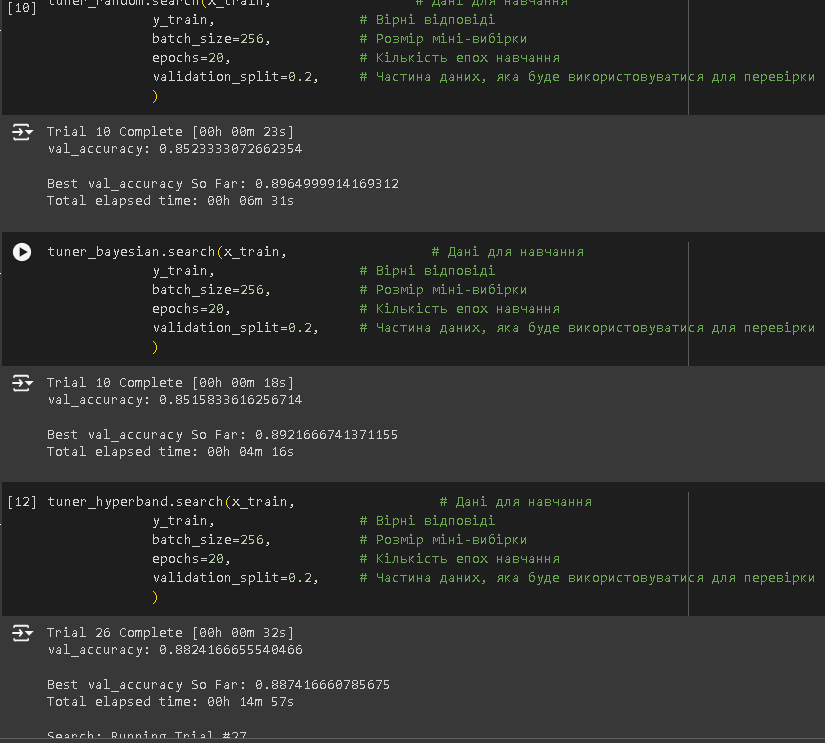 [10] tuner_random.search(x_train, # Дані для навчання
y_train, # Вірні відповіді
batch_size=256, # Розмір міні-вибірки
epochs=20, # Кількість епох навчання
validation_split=0.2, # Частина даних, яка буде використовуватися для перевірки
)
Trial 10 Complete [00h 00m 23s]
val_accuracy: 0.8523333072662354
Best val_accuracy So Far: 0.8964999914169312
Total elapsed time: 00h 06m 31s
tuner_bayesian.search(x_train, # Дані для навчання
y_train, # Вірні відповіді
batch_size=256, # Розмір міні-вибірки
epochs=20, # Кількість епох навчання
validation_split=0.2, # Частина даних, яка буде використовуватися для перевірки
)
Trial 10 Complete [00h 00m 18s]
val_accuracy: 0.8515833616256714
Best val_accuracy So Far: 0.8921666741371155
Total elapsed time: 00h 04m 16s
[12] tuner_hyperband.search(x_train, # Дані для навчання
y_train, # Вірні відповіді
batch_size=256, # Розмір міні-вибірки
epochs=20, # Кількість епох навчання
validation_split=0.2, # Частина даних, яка буде використовуватися для перевірки
)
Trial 26 Complete [00h 00m 32s]
val_accuracy: 0.8824166655540466
Best val_accuracy So Far: 0.887416660785675
Total elapsed time: 00h 14m 57s
Search: Running Trial #27